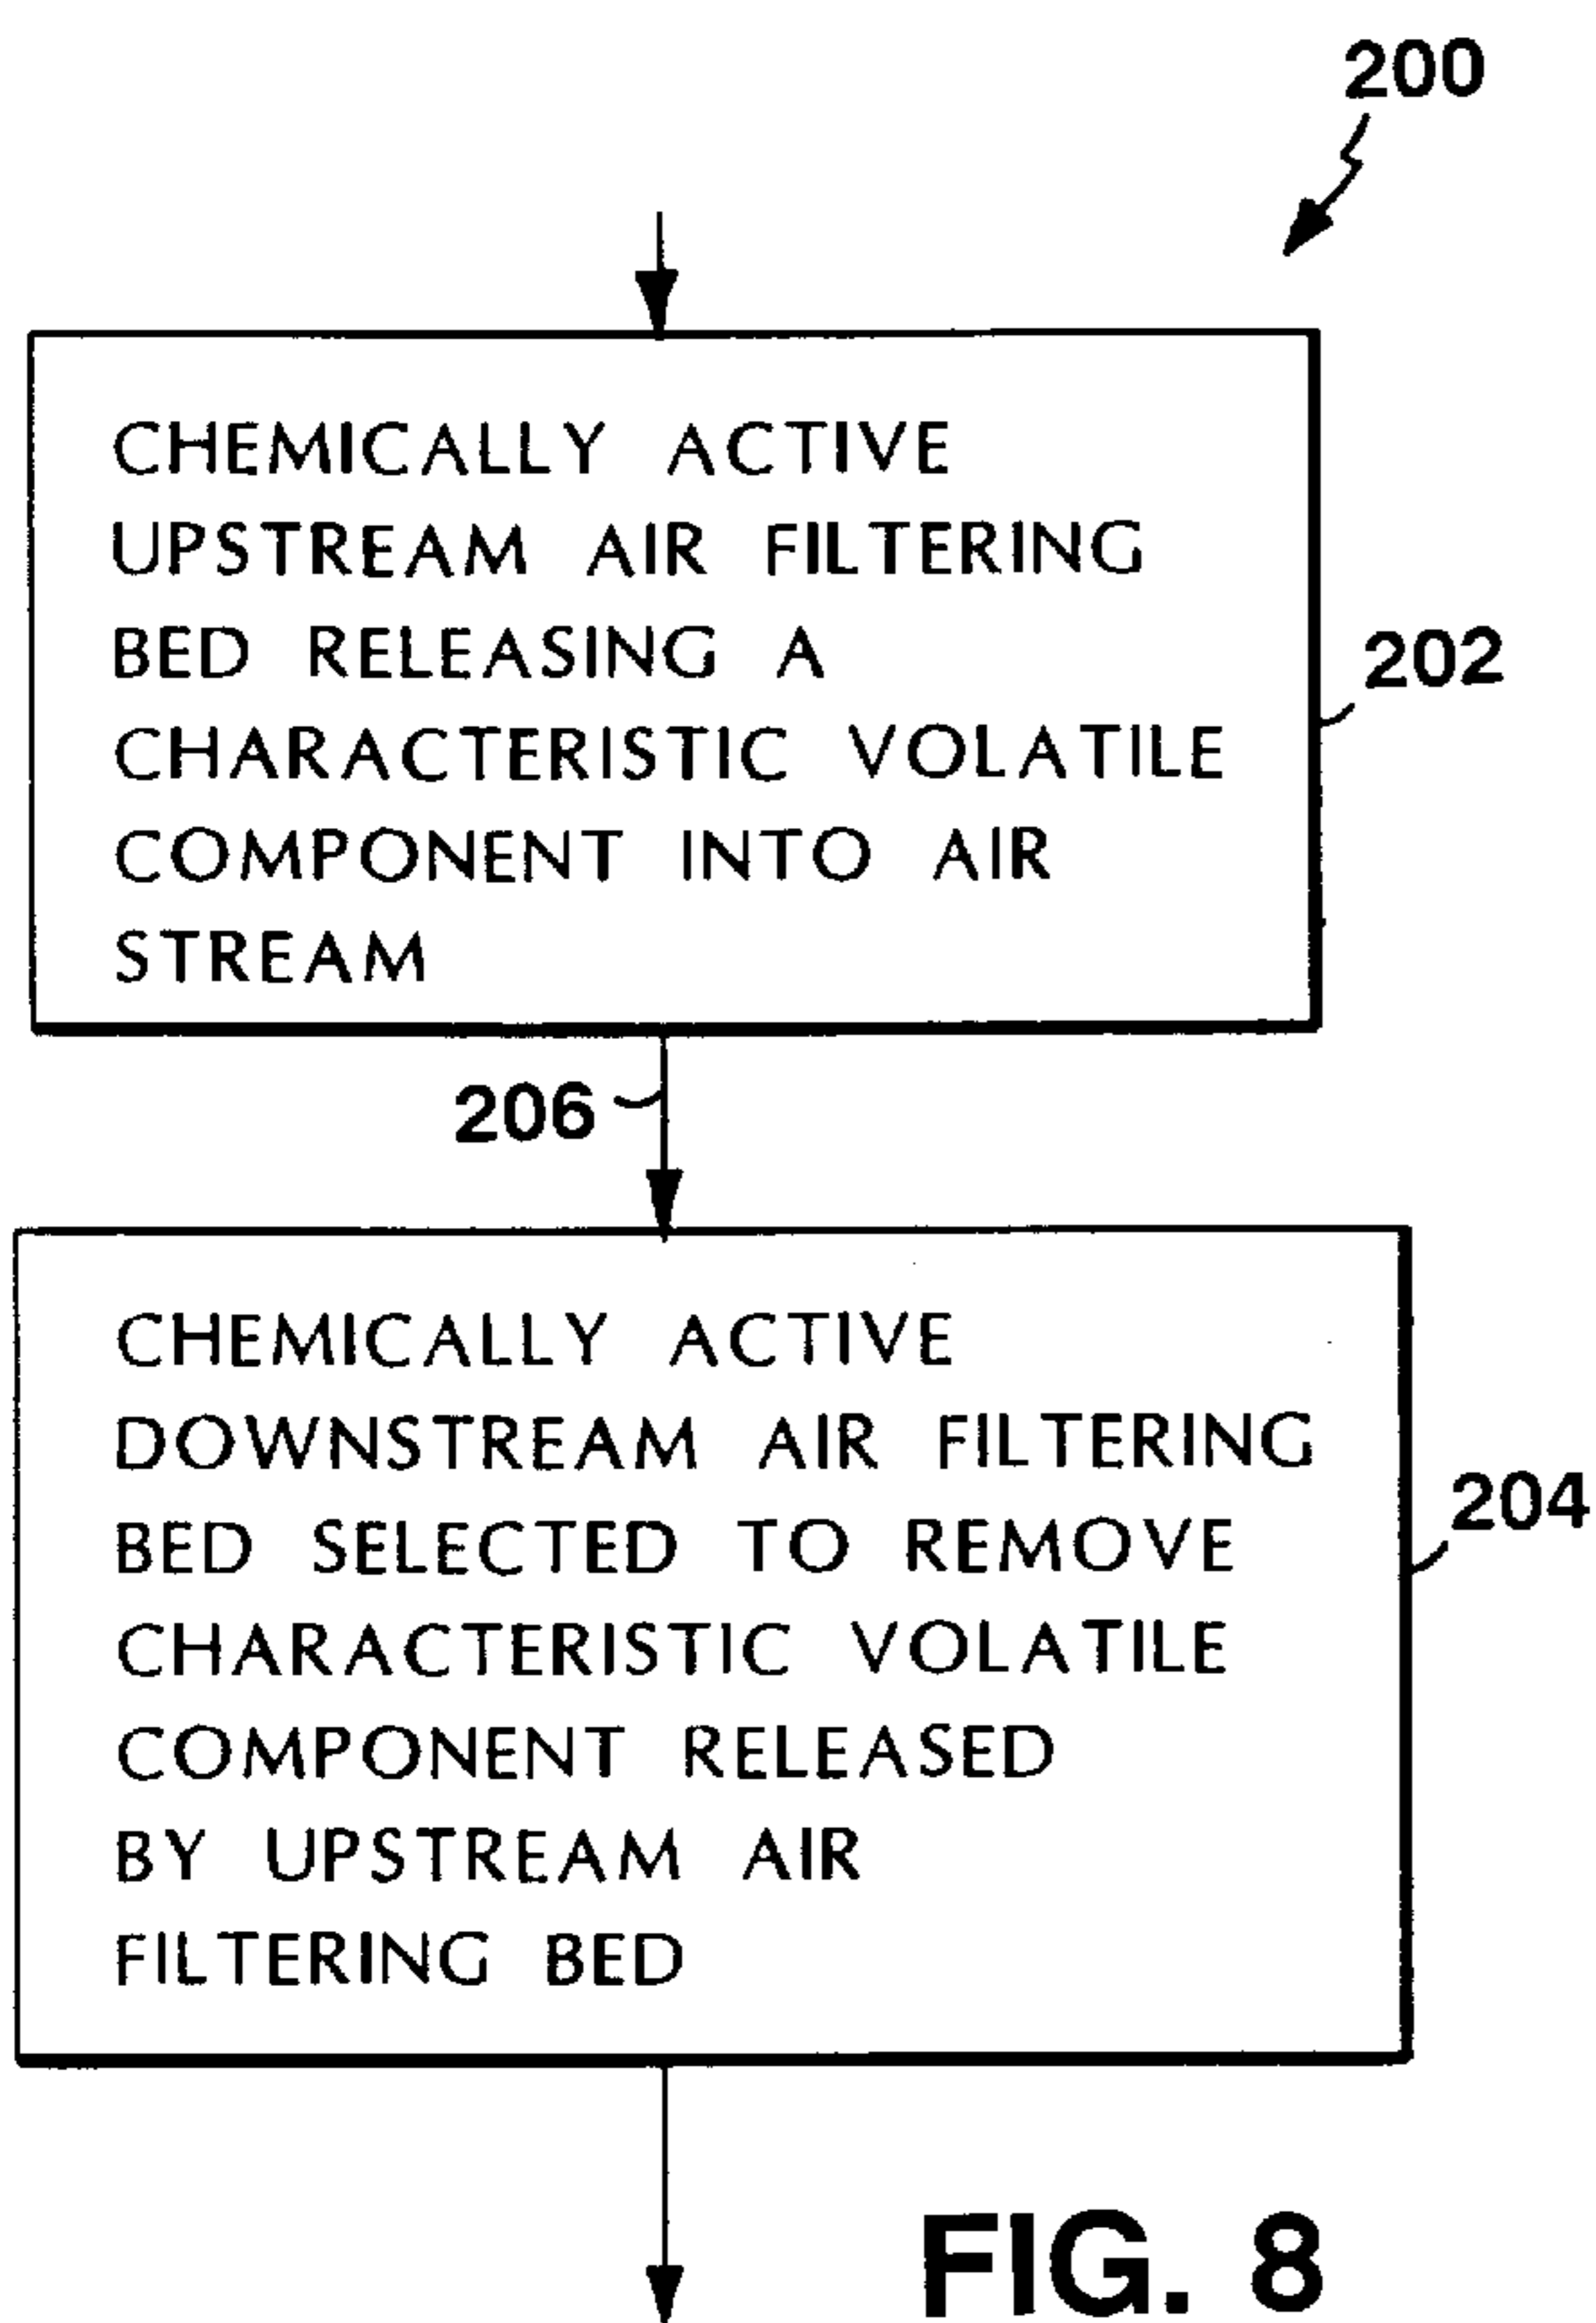 200
CHEMICALLY ACTIVE
UPSTREAM AIR FILTERING
BED RELEASING A
CHARACTERISTIC VOLATILE
COMPONENT INTO AIR
STREAM
202
206
CHEMICALLY ACTIVE
DOWNSTREAM AIR FILTERING
BED SELECTED TO REMOVE
CHARACTERISTIC VOLATILE
COMPONENT RELEASED
BY UPSTREAM AIR
FILTERING BED
204
FIG. 8